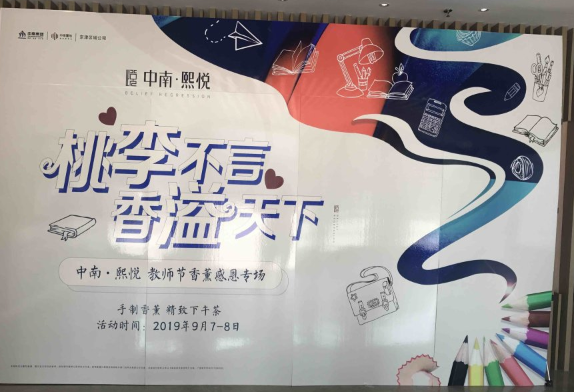 中南·熙悦
桃李不言
香溢天下
中南·熙悦 教师节香薰感恩专场
手制香薰 精致下午茶
活动时间：2019年9月7-8日